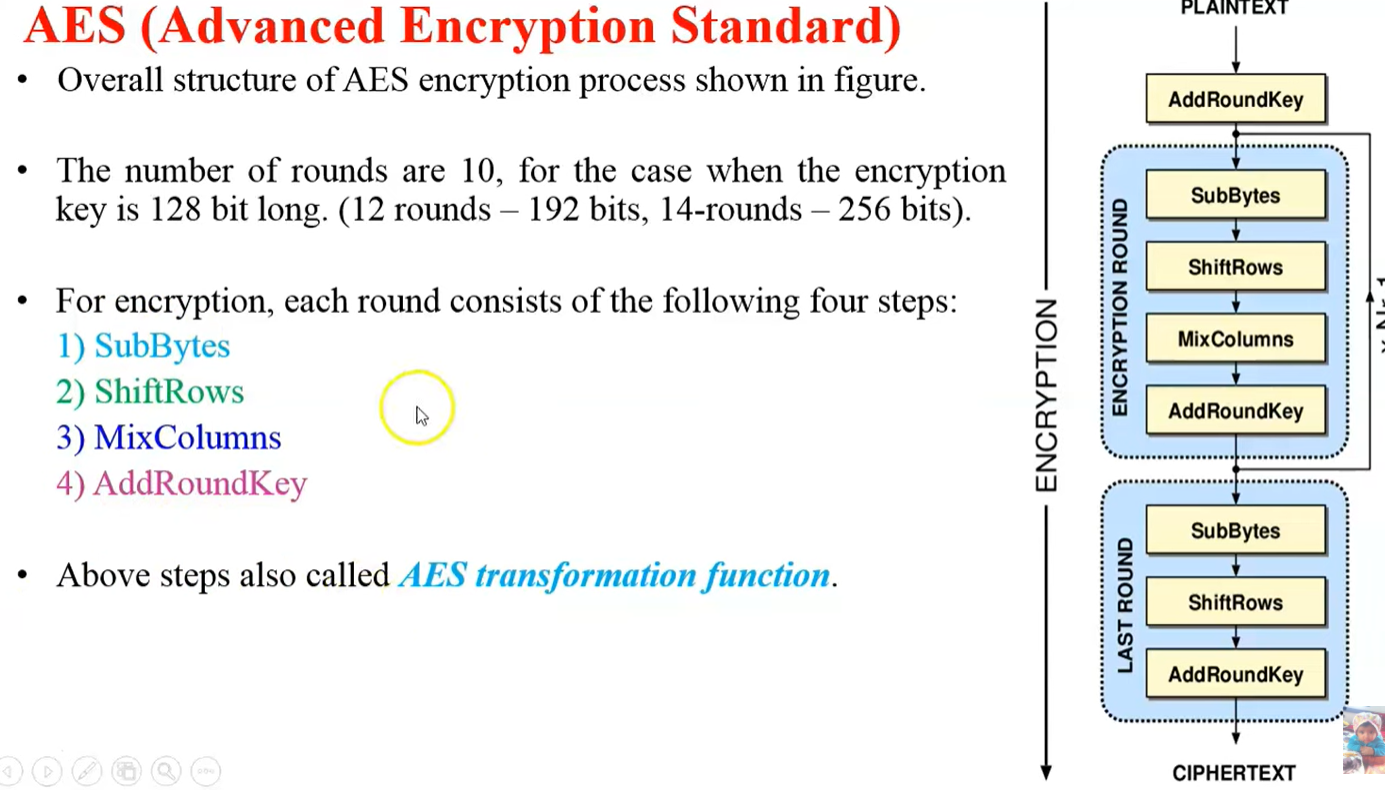 AES (Advanced Encryption Standard)
• Overall structure of AES encryption process shown in figure.
• The number of rounds are 10, for the case when the encryption
key is 128 bit long. (12 rounds – 192 bits, 14-rounds – 256 bits).
• For encryption, each round consists of the following four steps:
1) SubBytes
2) ShiftRows
3) MixColumns
4) AddRoundKey
• Above steps also called AES transformation function.
ENCRYPTION
PLAINTEXT
AddRoundKey
ENCRYPTION ROUND
SubBytes
ShiftRows
MixColumns
AddRoundKey
LAST ROUND
SubBytes
ShiftRows
AddRoundKey
CIPHERTEXT